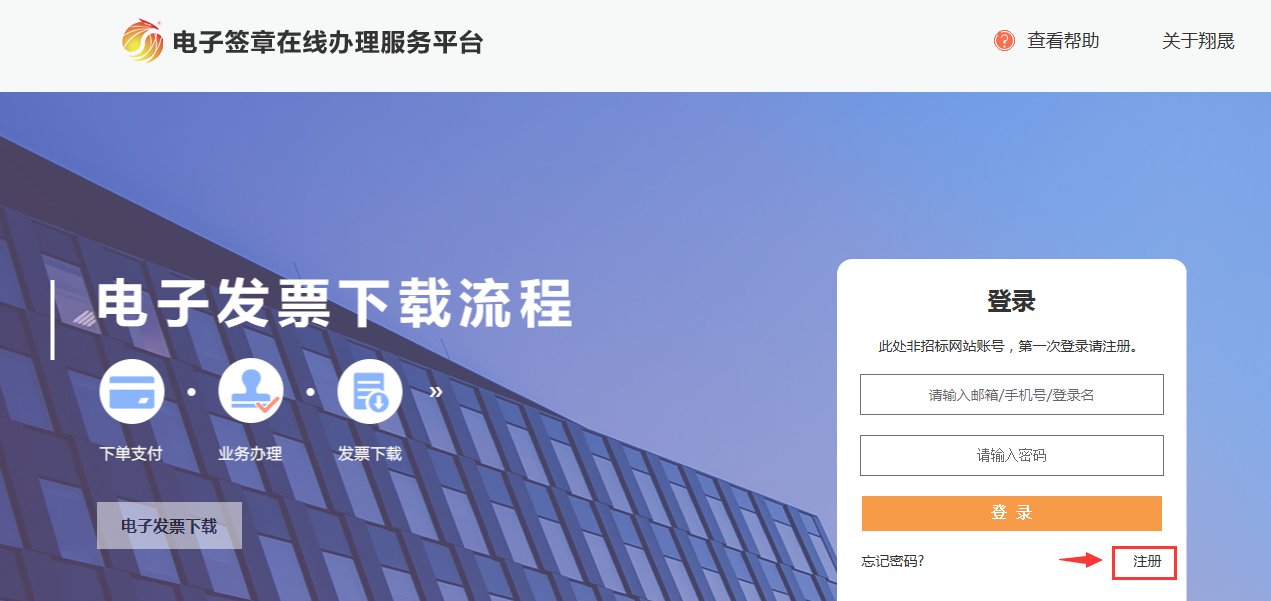 电子签章在线办理服务平台
查看帮助
关于翔晟
电子发票下载流程
下单支付
业务办理
发票下载
电子发票下载
登录
此处非招标网站账号，第一次登录请注册。
请输入邮箱/手机号/登录名
请输入密码
登 录
忘记密码?
注册